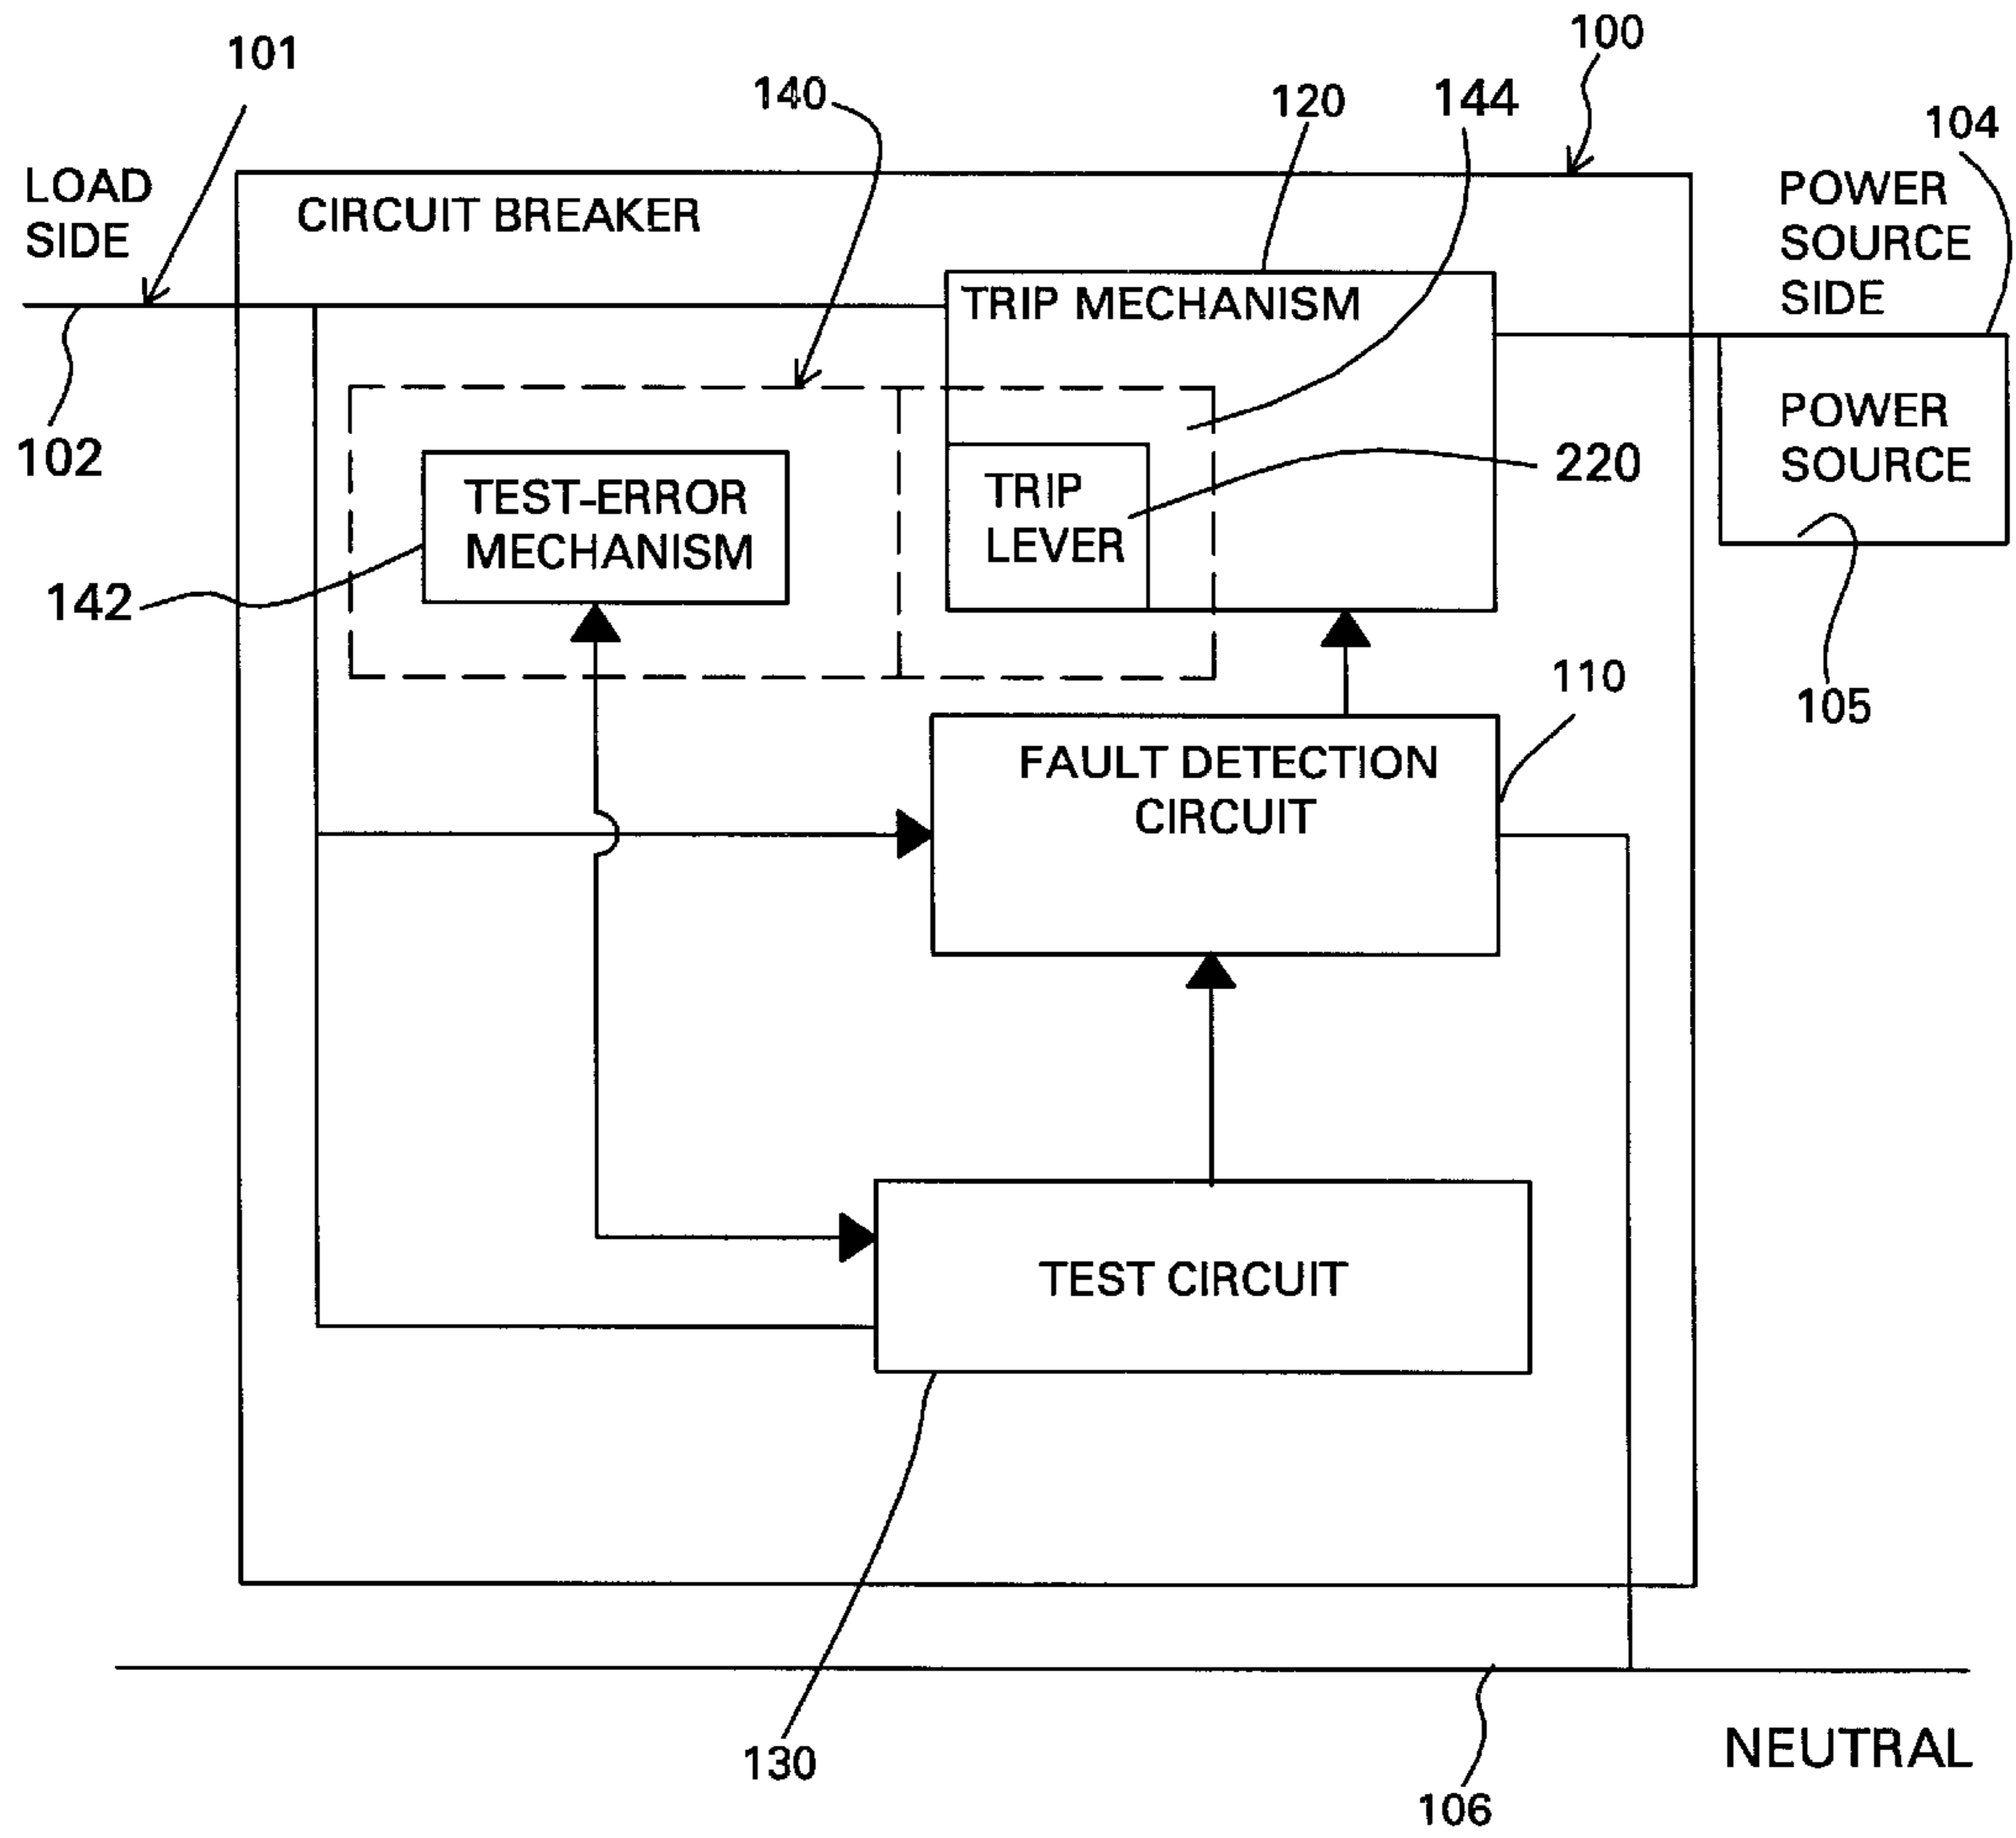 100
101
140
120
144
104
LOAD
SIDE
POWER
SOURCE
SIDE
CIRCUIT BREAKER
TRIP MECHANISM
102
POWER
SOURCE
220
TRIP
LEVER
TEST-ERROR
MECHANISM
142
110
105
FAULT DETECTION
CIRCUIT
TEST CIRCUIT
130
NEUTRAL
106